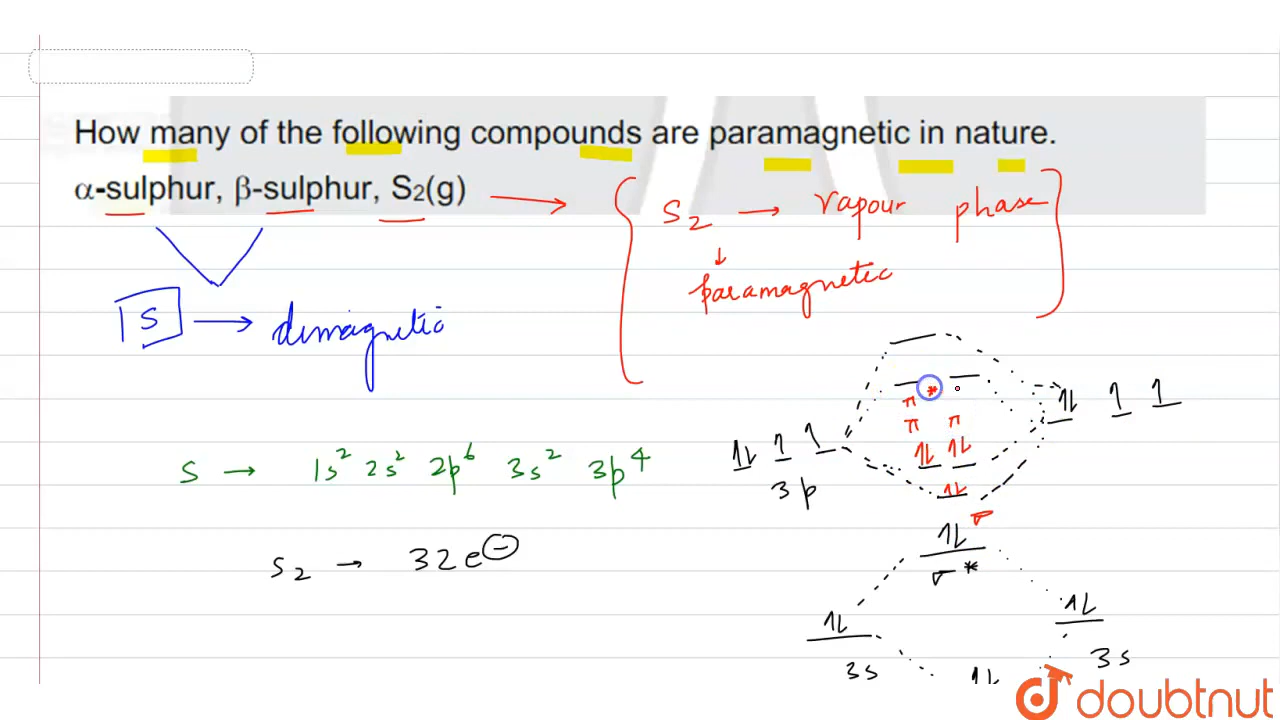 How many of the following compounds are paramagnetic in nature.
α-sulphur, β-sulphur, S₂(g)
S₂ → vapour phase
↓
paramagnetic
S → dimagnetic
S → 1s² 2s² 2p⁶ 3s² 3p⁴
S₂ → 32e⊖
π * 
π π
3p
σ
σ*
3s 3s
doubtnut